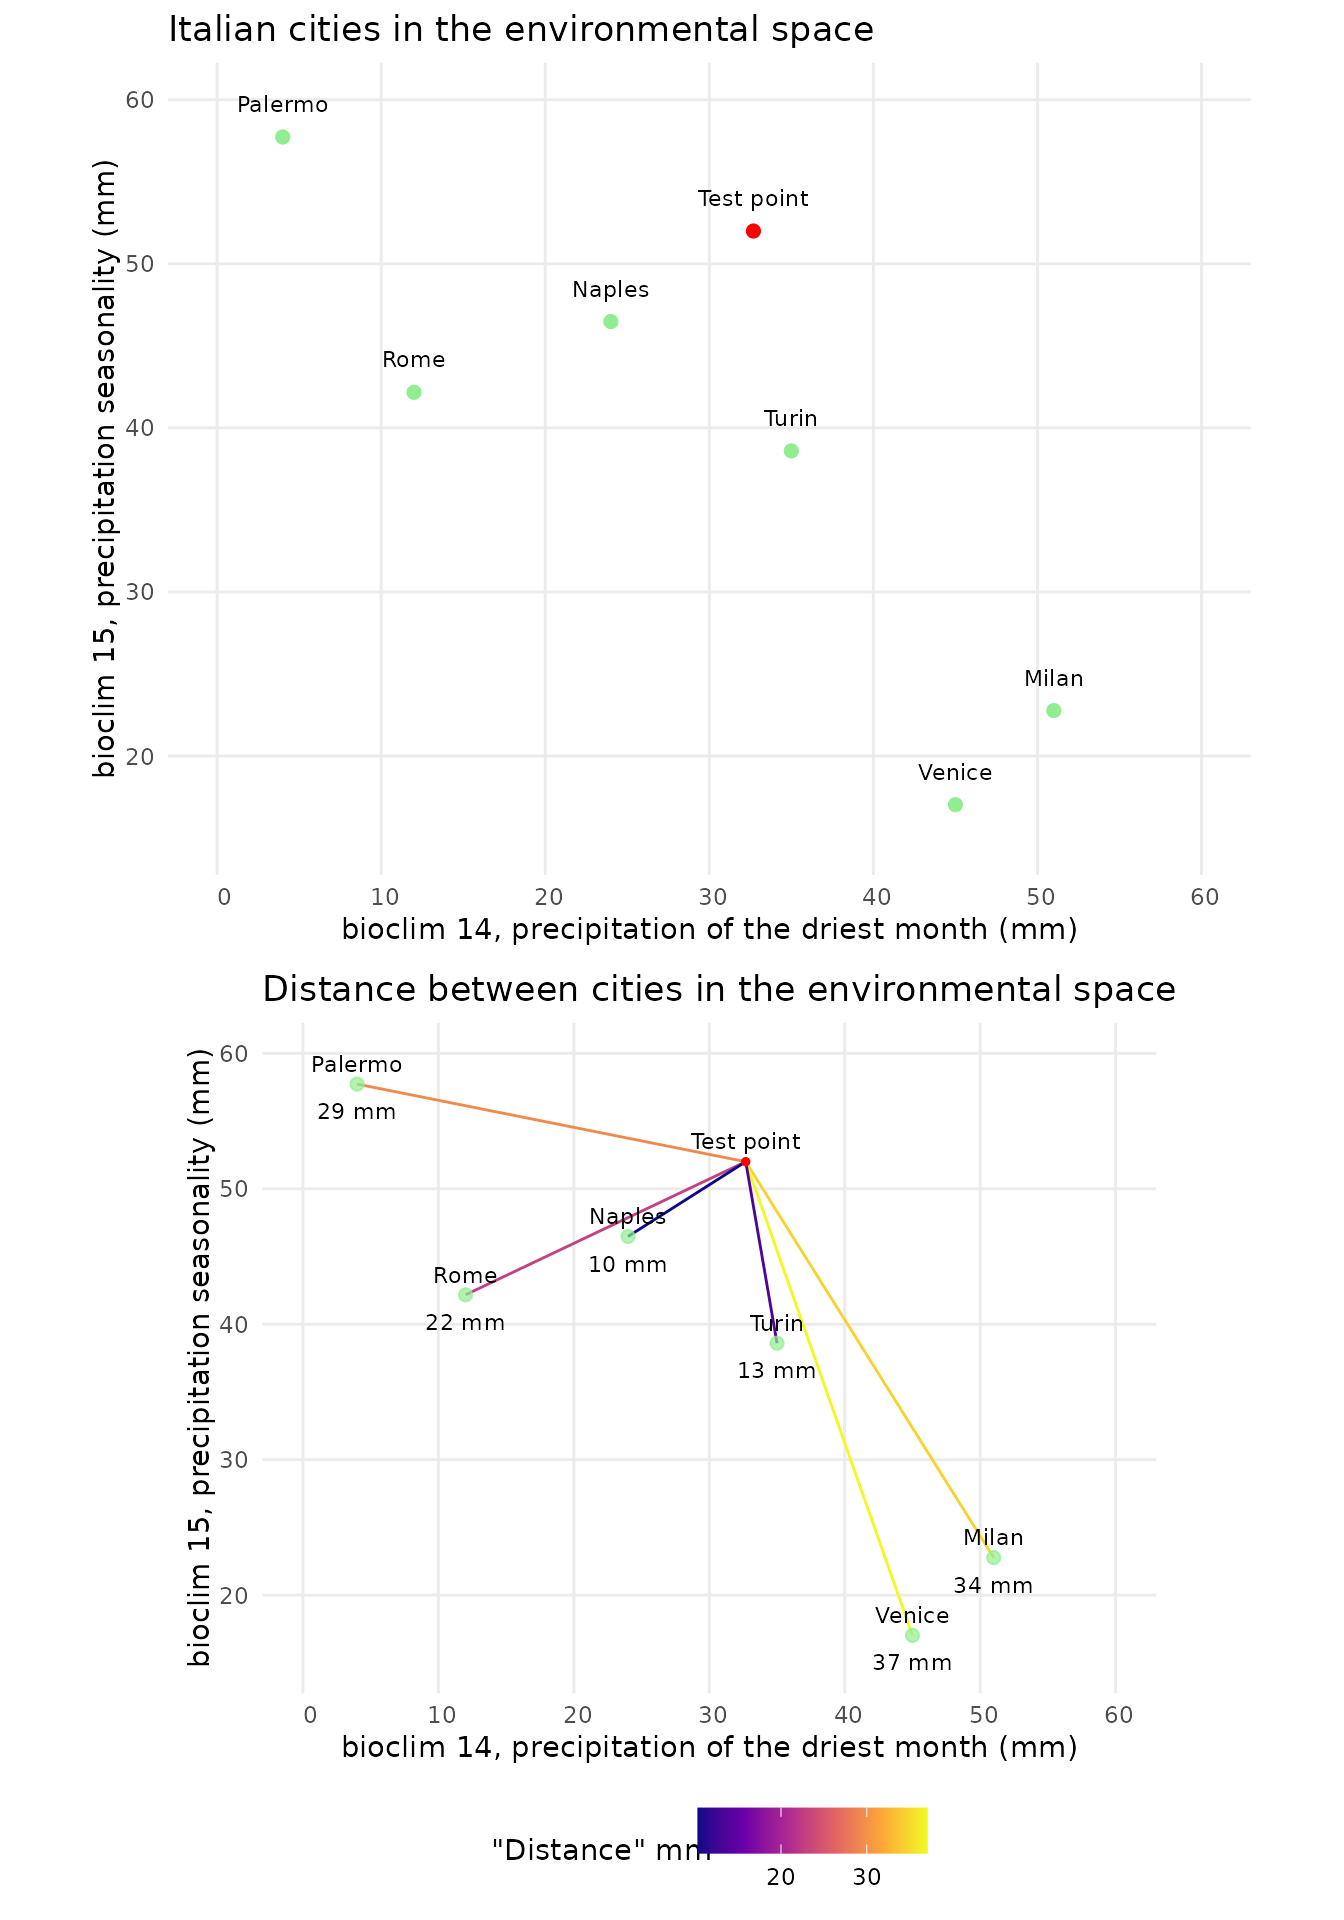 Italian cities in the environmental space
60
Palermo
Test point
50
Naples
Rome
40
Turin
30
Milan
20
Venice
bioclim 15, precipitation seasonality (mm)
0 10 20 30 40 50 60
bioclim 14, precipitation of the driest month (mm)
Distance between cities in the environmental space
60
Palermo
29 mm
Test point
50
Naples
10 mm
Rome
22 mm
40
Turin
13 mm
30
Milan
34 mm
20
Venice
37 mm
bioclim 15, precipitation seasonality (mm)
0 10 20 30 40 50 60
bioclim 14, precipitation of the driest month (mm)
"Distance" mm
20 30